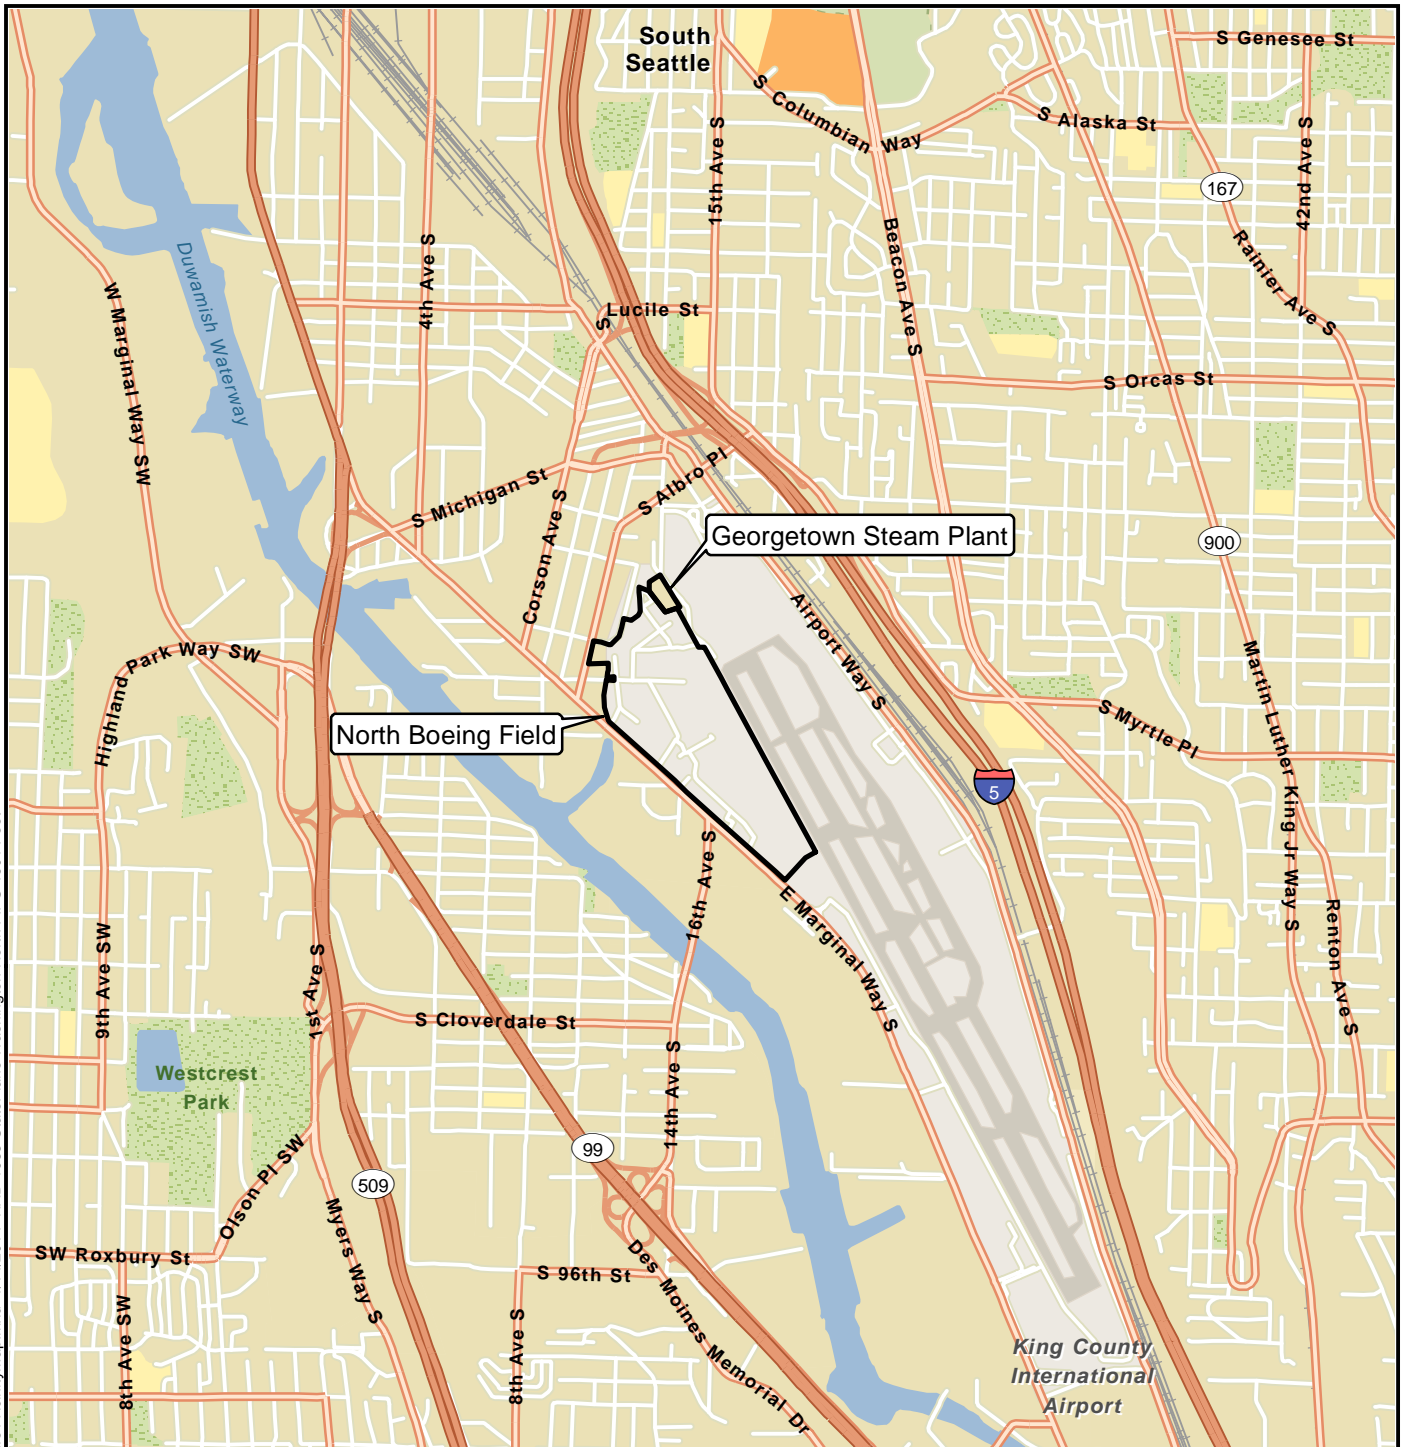 South
Seattle
S Genesee St
S Columbian Way
S Alaska St
15th Ave S
42nd Ave S
167
Rainier Ave S
4th Ave S
Duwamish Waterway
Beacon Ave S
W Marginal Way SW
S Lucile St
S Orcas St
S Albro Pl
S Michigan St
Corson Ave S
Georgetown Steam Plant
900
Airport Way S
Highland Park Way SW
Martin Luther King Jr Way S
North Boeing Field
S Myrtle Pl
5
16th Ave S
E Marginal Way S
9th Ave SW
1st Ave S
Renton Ave S
S Cloverdale St
Westcrest
Park
14th Ave S
99
509
Olson Pl SW
Myers Way S
SW Roxbury St
S 96th St
Des Moines Memorial Dr
8th Ave SW
8th Ave S
King County
International
Airport